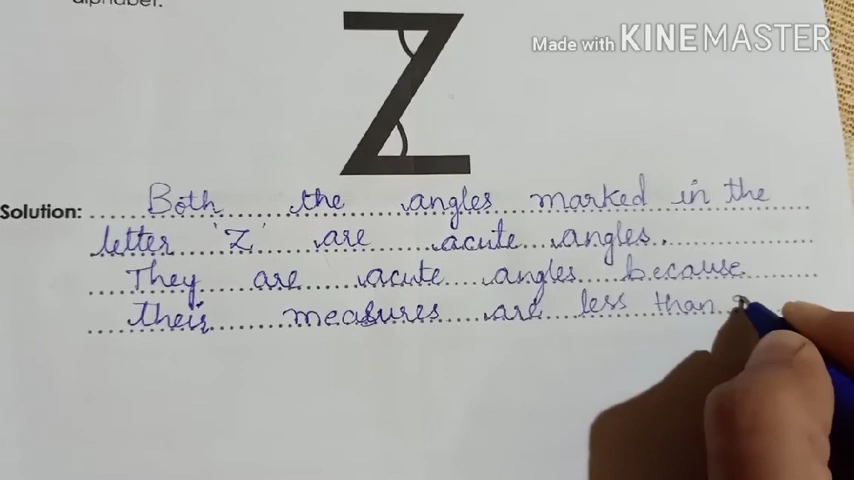 alphabet.
Made with KINEMASTER
Z
Solution: Both the angles marked in the
letter 'Z' are acute angles.
They are acute angles because
their measures are less than